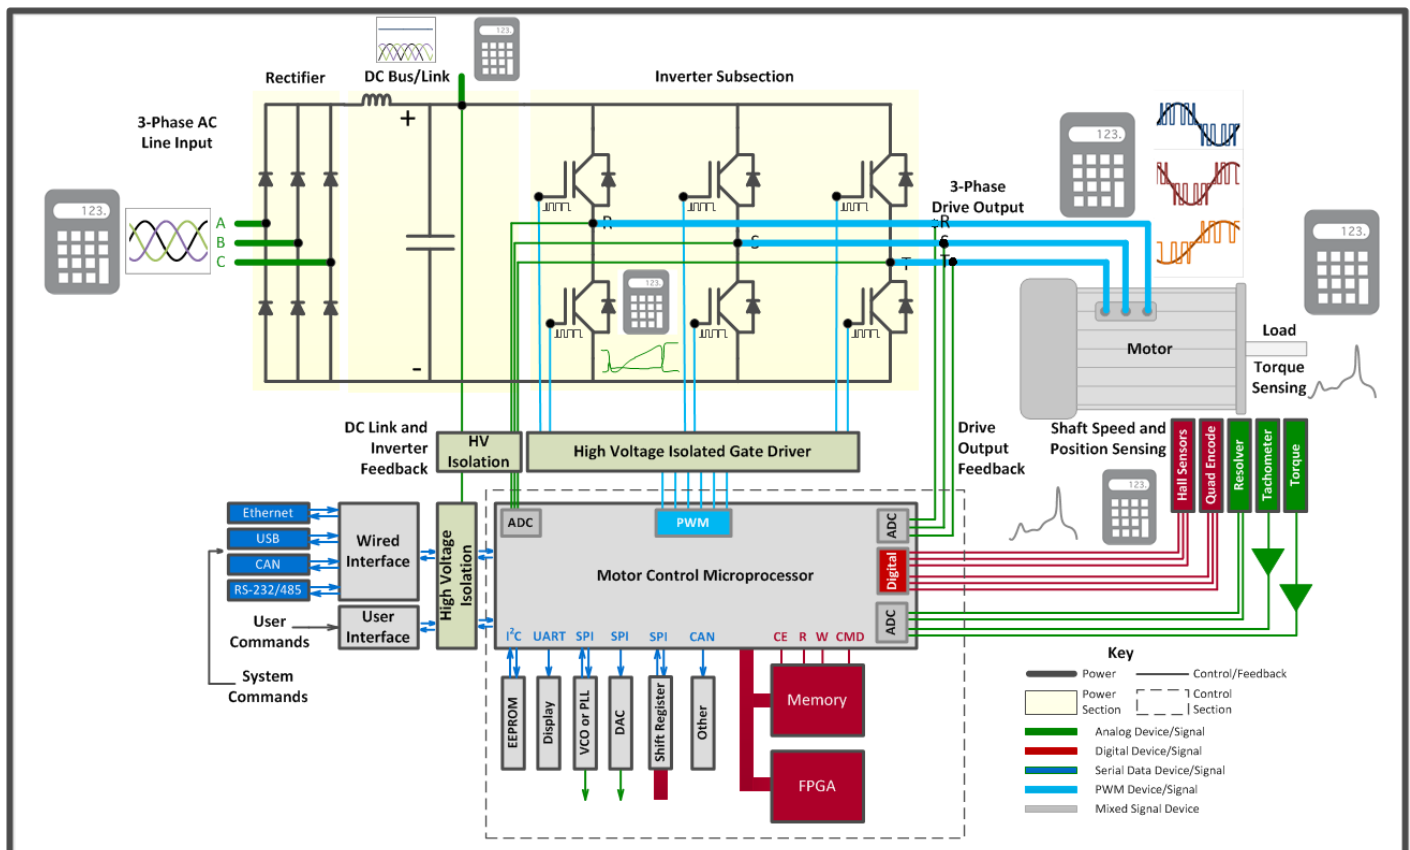 Rectifier
DC Bus/Link
123.
Inverter Subsection
3-Phase AC
Line Input
+
123.
A
B
C
R
S
T
123.
-
3-Phase
Drive Output
R
S
T
123.
123.
Motor
Load
Torque
Sensing
DC Link and
Inverter
Feedback
HV
Isolation
High Voltage Isolated Gate Driver
Drive
Output
Feedback
Shaft Speed and
Position Sensing
123.
Hall Sensors
Quad Encode
Resolver
Tachometer
Torque
Ethernet
USB
CAN
RS-232/485
Wired
Interface
User
Interface
High Voltage
Isolation
User
Commands
System
Commands
ADC
PWM
ADC
Digital
ADC
Motor Control Microprocessor
I²C
UART
SPI
SPI
SPI
CAN
CE
R
W
CMD
EEPROM
Display
VCO or PLL
DAC
Shift Register
Other
Memory
FPGA
Key
Power
Control/Feedback
Power
Section
Control
Section
Analog Device/Signal
Digital Device/Signal
Serial Data Device/Signal
PWM Device/Signal
Mixed Signal Device